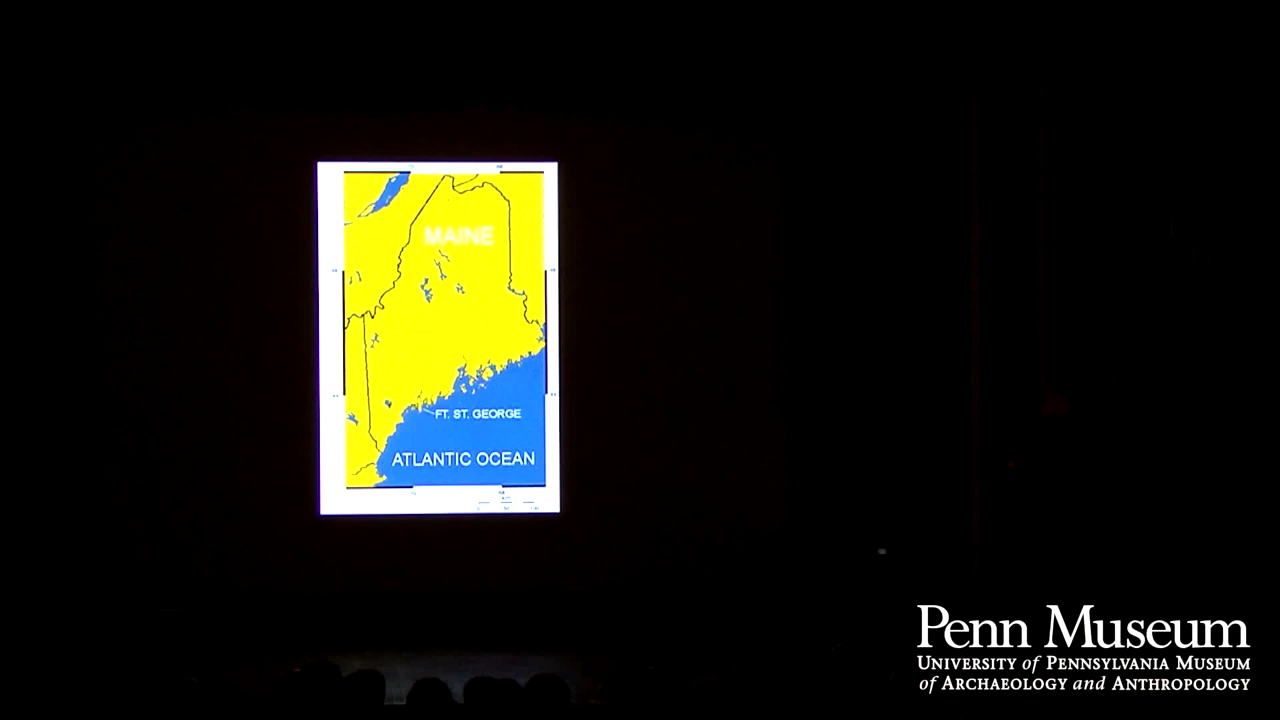 MAINE
FT. ST. GEORGE
ATLANTIC OCEAN
Penn Museum
UNIVERSITY of PENNSYLVANIA MUSEUM
of ARCHAEOLOGY and ANTHROPOLOGY